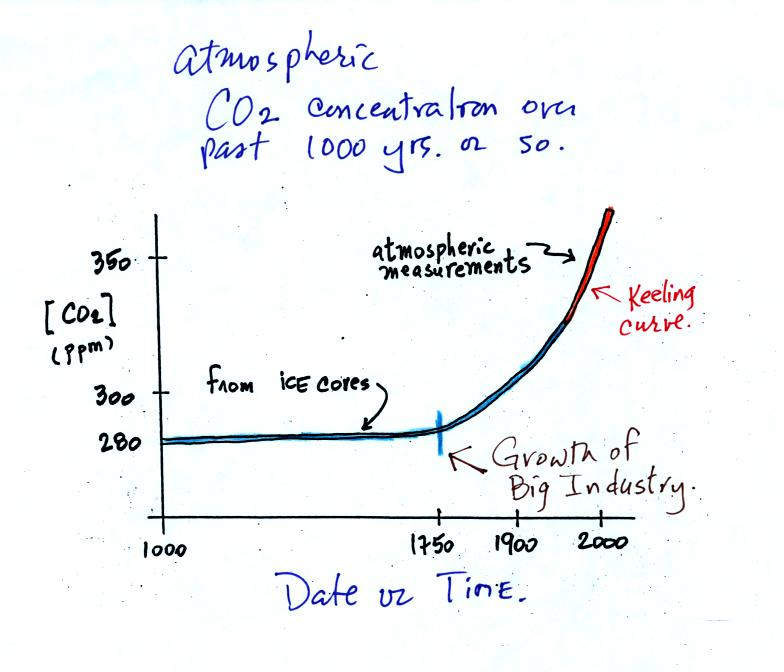 atmospheric
CO2 concentration over
past 1000 yrs. or so.
350
[CO2]
(ppm)
300
280
atmospheric
measurements
Keeling
curve.
from ICE cores
Growth of
Big Industry.
1000
1750
1900
2000
Date or Time.